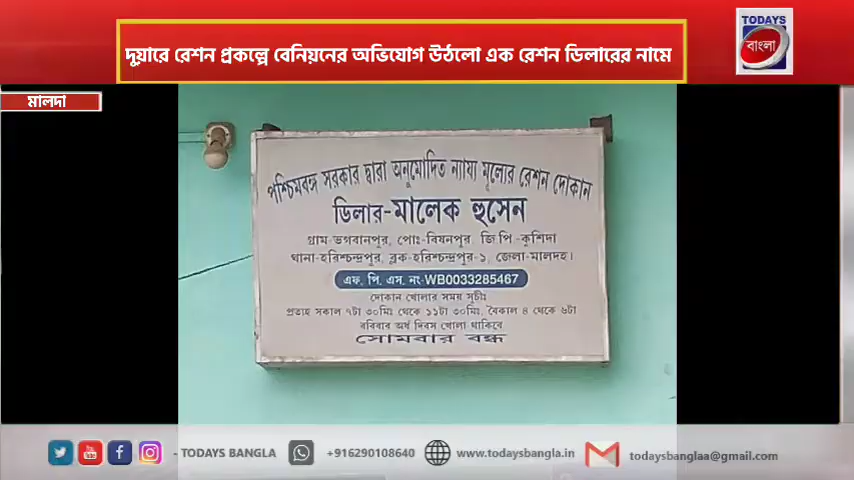 দুয়ারে রেশন প্রকল্পে বেনিয়নের অভিযোগ উঠলো এক রেশন ডিলারের নামে
TODAYS
বাংলা
মালদা
পশ্চিমবঙ্গ সরকার দ্বারা অনুমোদিত ন্যায্য মূল্যের রেশন দোকান
ডিলার-মালেক হুসেন
গ্রাম-ভগবানপুর, পোঃ-বিষনপুর, জি পি -কুশিদা
থানা-হরিশ্চন্দ্রপুর, ব্লক-হরিশ্চন্দ্রপুর-১, জেলা-মালদহ।
এফ. পি. এস. নং-WB0033285467
দোকান খোলার সময় সূচীঃ
প্রত্যহ সকাল ৭টা ৩০মিঃ থেকে ১১টা ৩০মিঃ, বৈকাল ৪ থেকে ৬টা
রবিবার অর্ধ দিবস খোলা থাকিবে
সোমবার বন্ধ
- TODAYS BANGLA
+916290108640
www.todaysbangla.in
todaysbanglaa@gmail.com